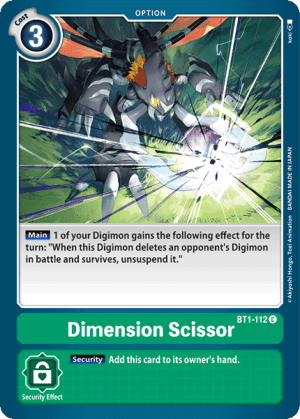 OPTION
Cost
3
Main 1 of your Digimon gains the following effect for the
turn: "When this Digimon deletes an opponent's Digimon
in battle and survives, unsuspend it."
BT1-112 C
Dimension Scissor
Security Add this card to its owner's hand.
Security Effect
©Akiyoshi Hongo, Toei Animation BANDAI MADE IN JAPAN